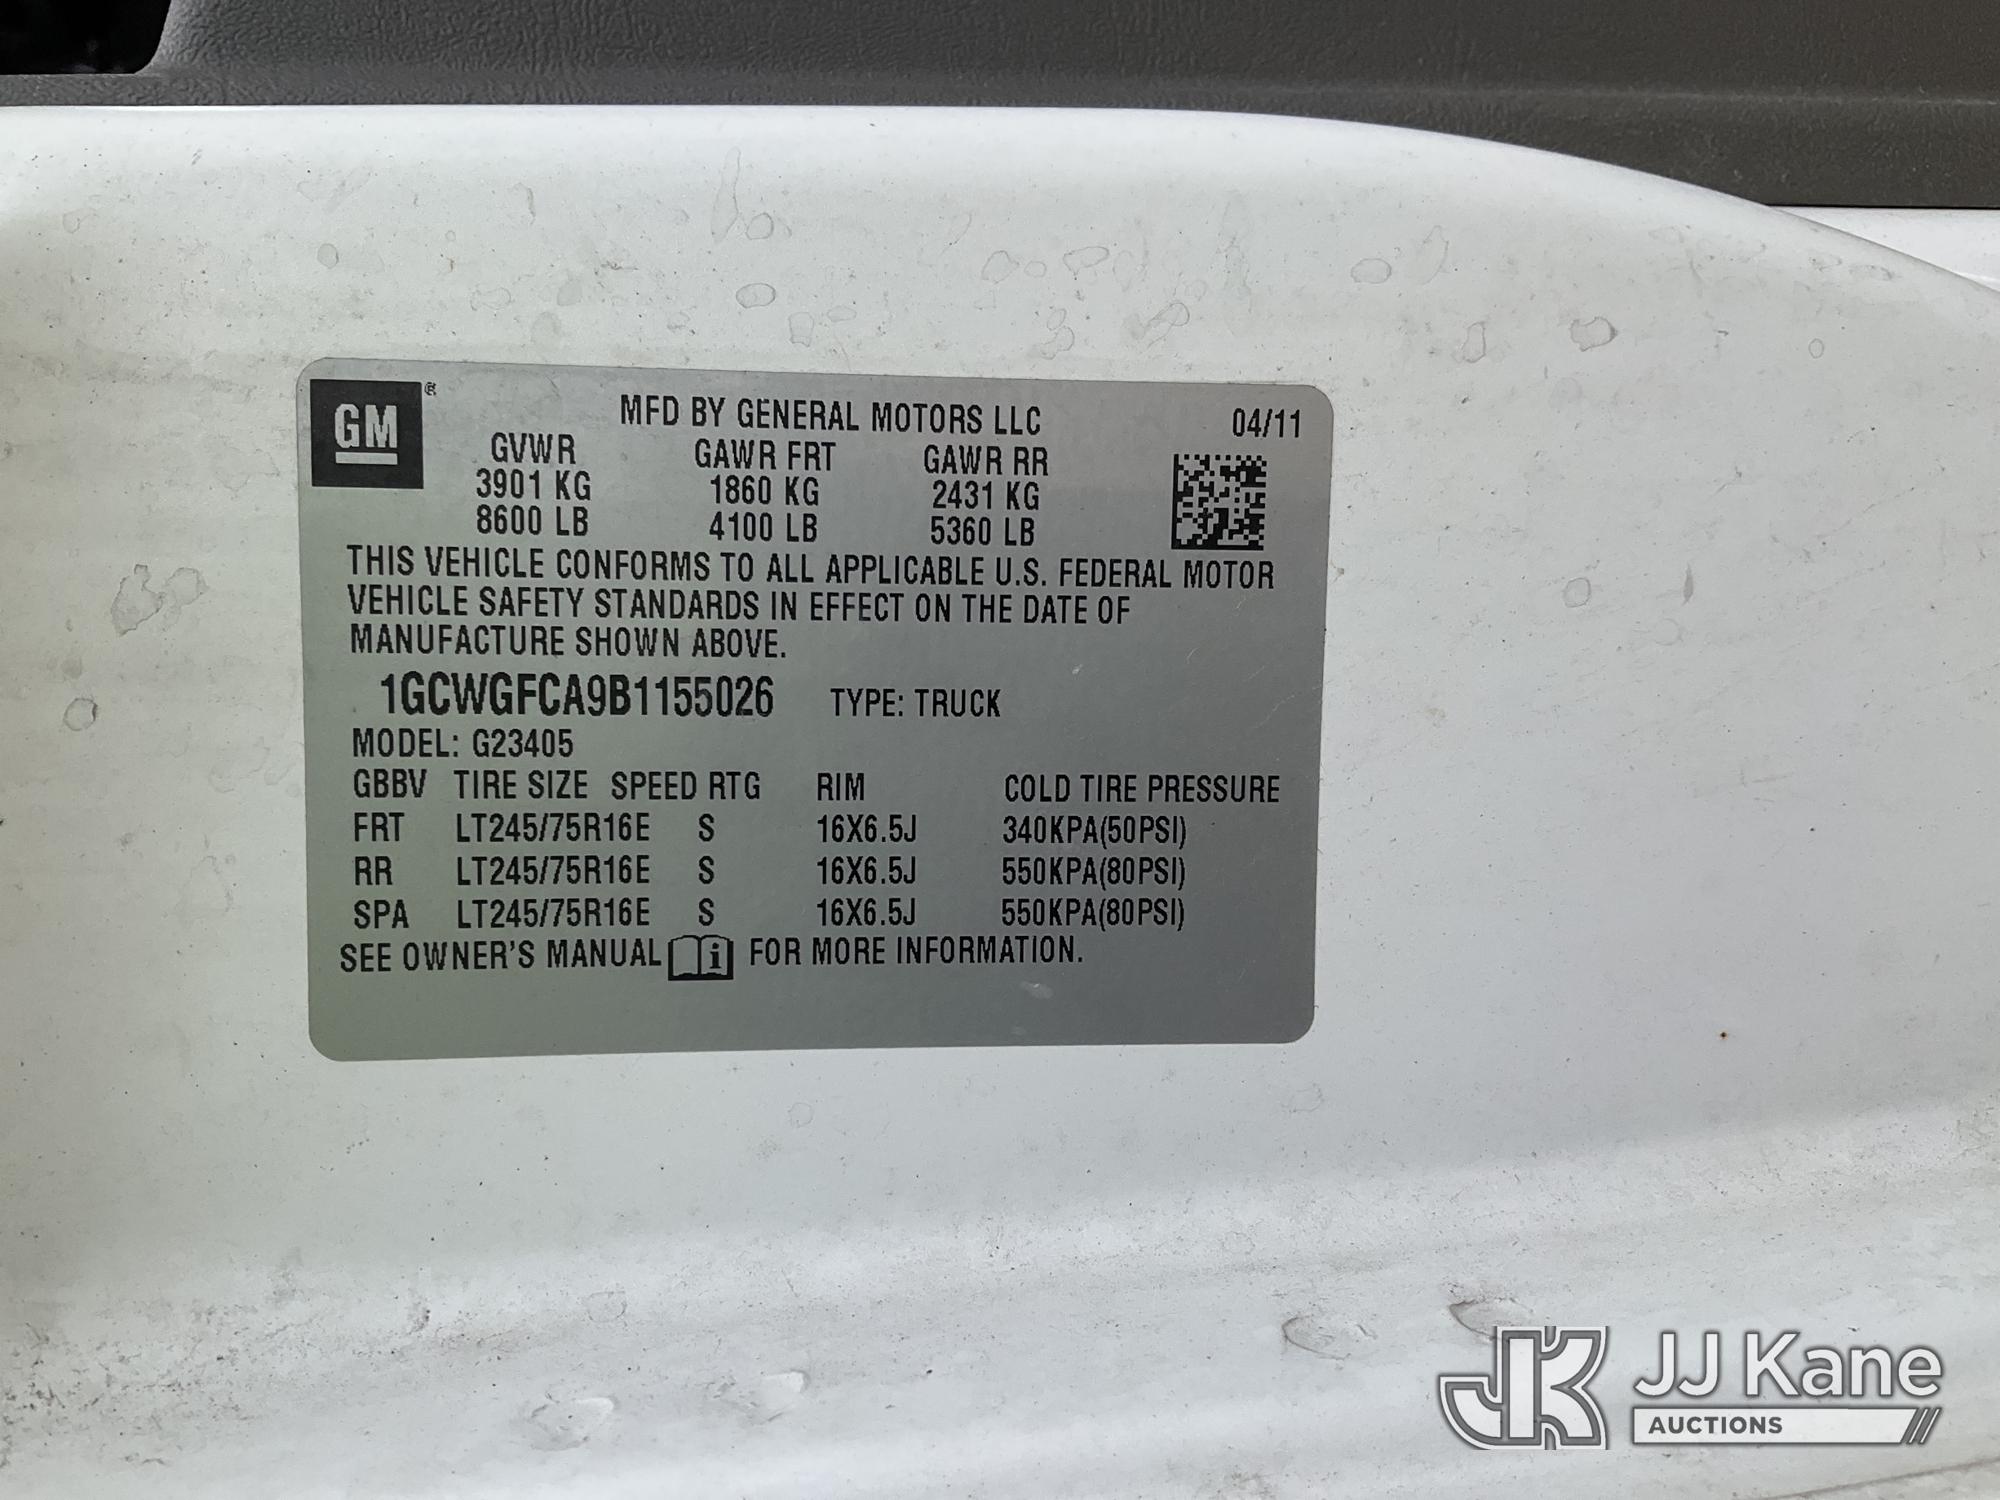 GM®
MFD BY GENERAL MOTORS LLC 04/11
GVWR GAWR FRT GAWR RR
3901 KG 1860 KG 2431 KG
8600 LB 4100 LB 5360 LB
THIS VEHICLE CONFORMS TO ALL APPLICABLE U.S. FEDERAL MOTOR
VEHICLE SAFETY STANDARDS IN EFFECT ON THE DATE OF
MANUFACTURE SHOWN ABOVE.
1GCWGFCA9B1155026 TYPE: TRUCK
MODEL: G23405
GBBV TIRE SIZE SPEED RTG RIM COLD TIRE PRESSURE
FRT LT245/75R16E S 16X6.5J 340KPA(50PSI)
RR LT245/75R16E S 16X6.5J 550KPA(80PSI)
SPA LT245/75R16E S 16X6.5J 550KPA(80PSI)
SEE OWNER'S MANUAL i FOR MORE INFORMATION.
JK JJ Kane
AUCTIONS